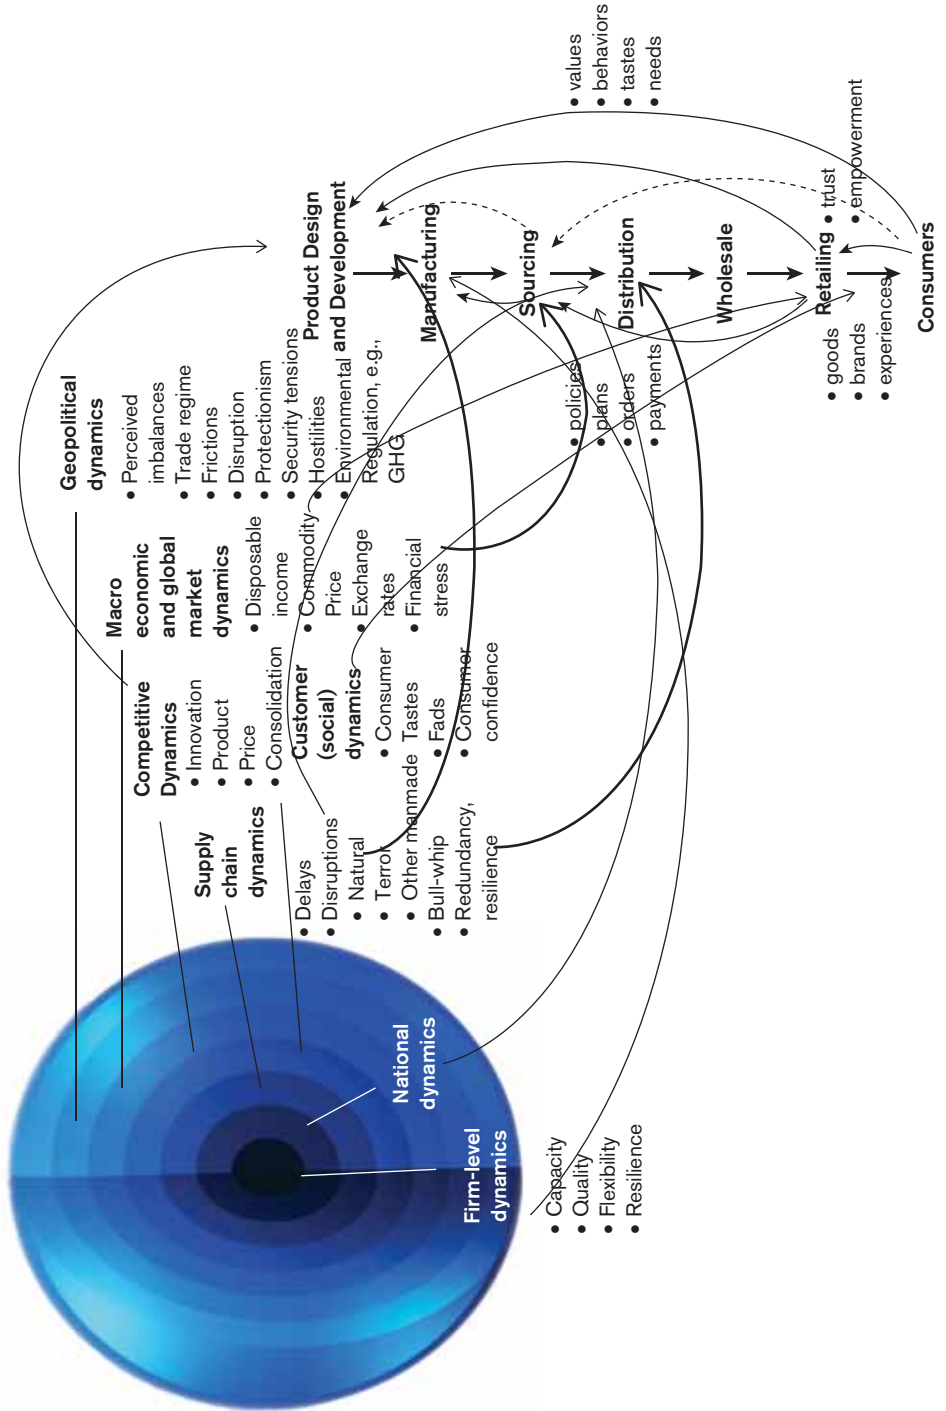 Geopolitical
dynamics
• Perceived
imbalances
• Trade regime
• Frictions
• Disruption
• Protectionism
• Security tensions
• Hostilities
• Environmental
Regulation, e.g.,
GHG
Macro
economic
and global
market
dynamics
• Disposable
income
• Commodity
Price
• Exchange
rates
• Financial
stress
Competitive
Dynamics
• Innovation
• Product
• Price
• Consolidation
Customer
(social)
dynamics
• Consumer
Tastes
• Fads
• Consumer
confidence
Supply
chain
dynamics
• Delays
• Disruptions
• Natural
• Terror
• Other manmade
• Bull-whip
• Redundancy,
resilience
National
dynamics
Firm-level
dynamics
• Capacity
• Quality
• Flexibility
• Resilience
Product Design
and Development
Manufacturing
Sourcing
Distribution
Wholesale
Retailing
Consumers
• policies
• plans
• orders
• payments
• goods
• brands
• experiences
• trust
• empowerment
• values
• behaviors
• tastes
• needs